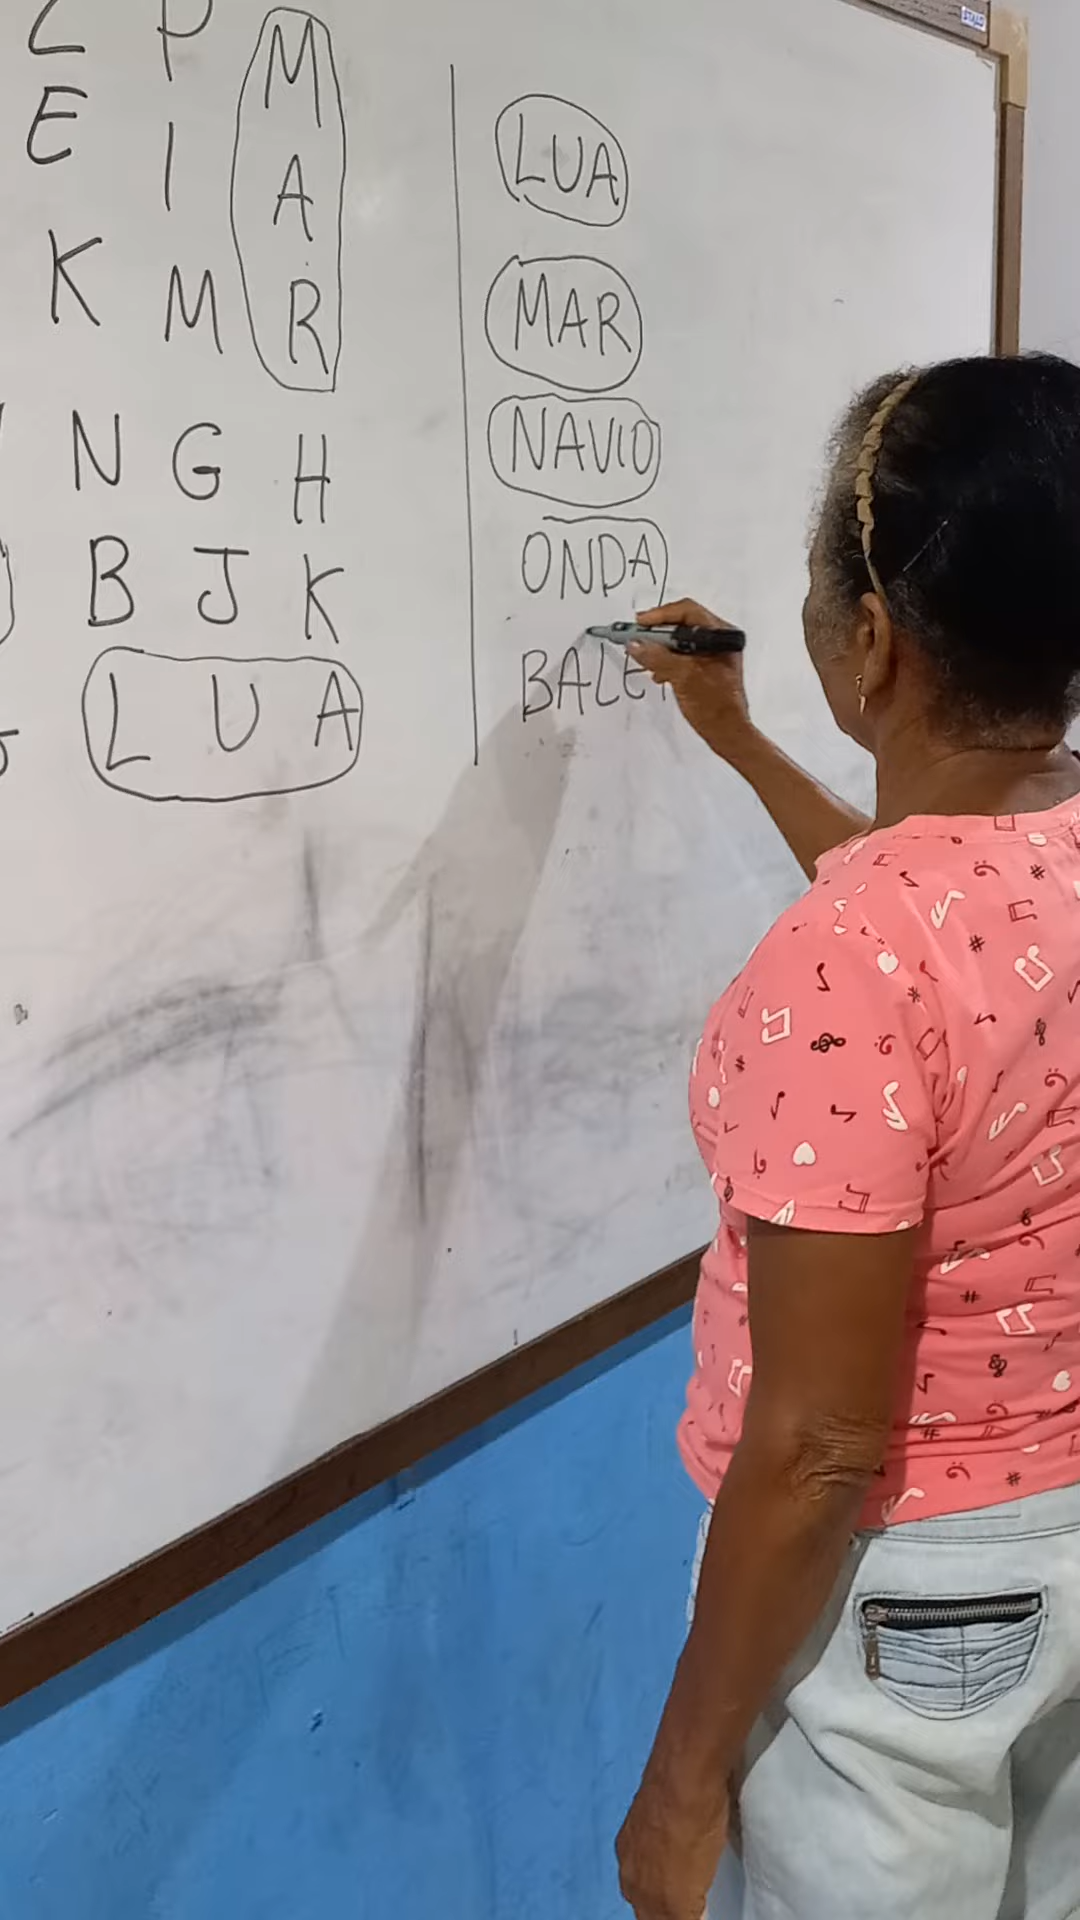 Z P M
E I A
K M R
N G H
B J K
L U A
LUA
MAR
NAVIO
ONDA